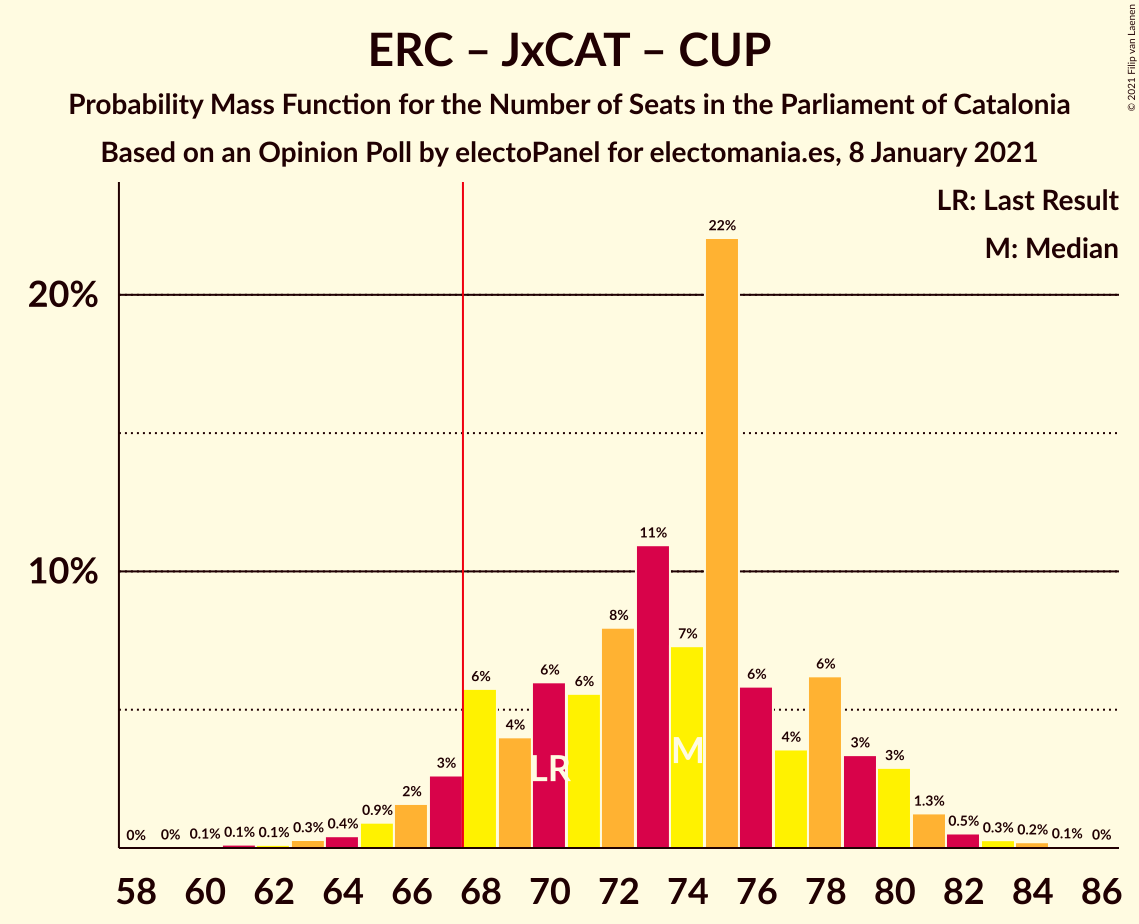 ERC – JxCAT – CUP
Probability Mass Function for the Number of Seats in the Parliament of Catalonia
Based on an Opinion Poll by electoPanel for electomania.es, 8 January 2021
© 2021 Filip van Laenen
LR: Last Result
M: Median
20%
10%
0% 0% 0.1% 0.1% 0.1% 0.3% 0.4% 0.9% 2% 3% 6% 4% 6% 6% 8% 11% 7% 22% 6% 4% 6% 3% 3% 1.3% 0.5% 0.3% 0.2% 0.1% 0%
LR M
58 60 62 64 66 68 70 72 74 76 78 80 82 84 86